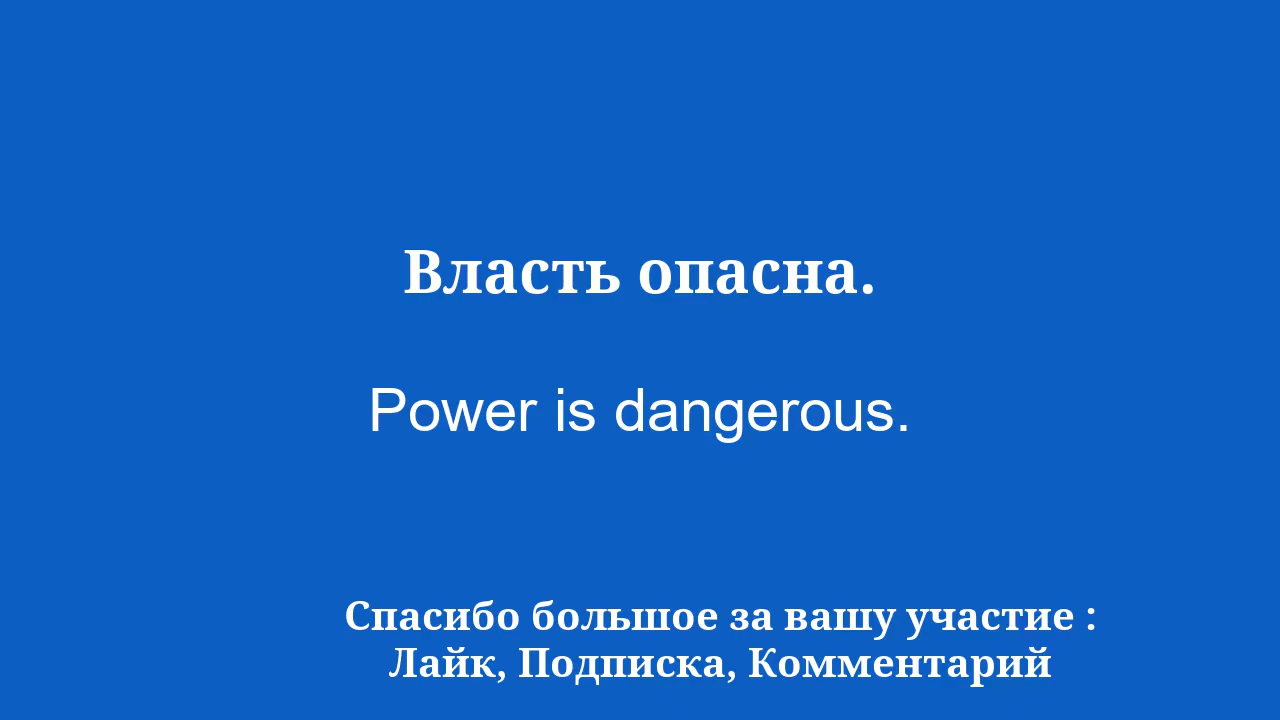 Власть опасна.
Power is dangerous.
Спасибо большое за вашу участие :
Лайк, Подписка, Комментарий